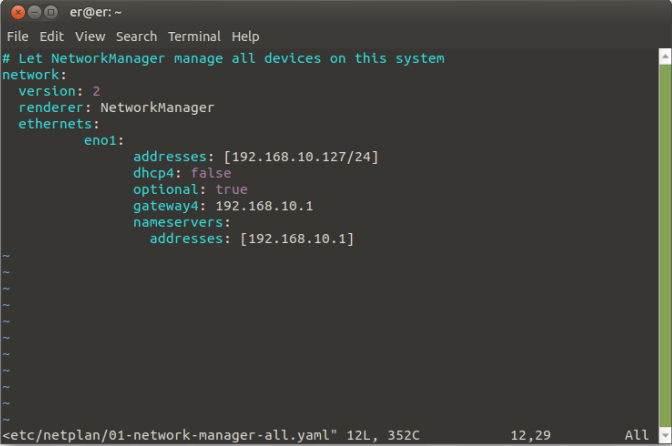 er@er: ~
File Edit View Search Terminal Help
# Let NetworkManager manage all devices on this system
network:
  version: 2
  renderer: NetworkManager
  ethernets:
          eno1:
                addresses: [192.168.10.127/24]
                dhcp4: false
                optional: true
                gateway4: 192.168.10.1
                nameservers:
                  addresses: [192.168.10.1]
~
~
~
~
~
~
~
~
~
~
~
<etc/netplan/01-network-manager-all.yaml" 12L, 352C 12,29 All